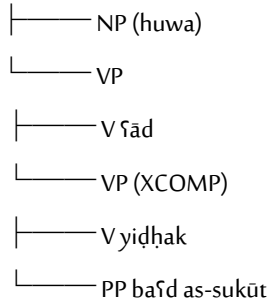 ├── NP (huwa)
└── VP
├── V ʕād
└── VP (XCOMP)
├── V yiḍḥak
└── PP baʕd as-sukūt